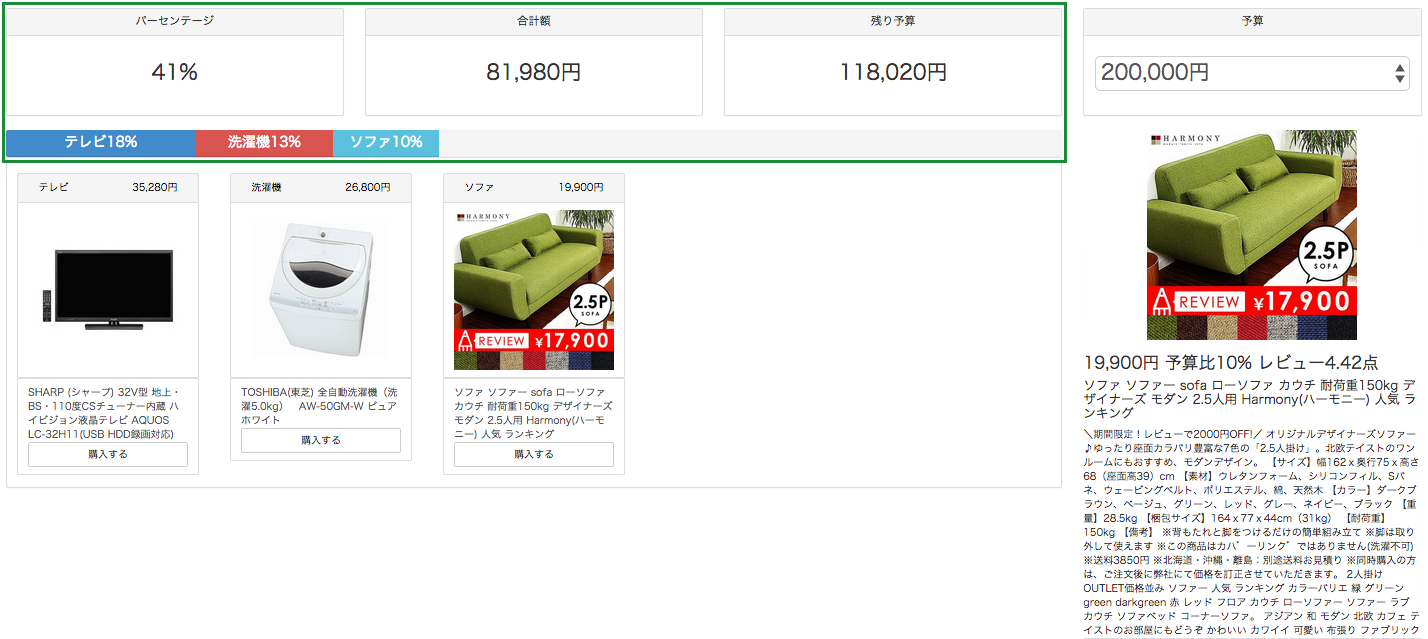 パーセンテージ
合計額
残り予算
予算
41%
81,980円
118,020円
200,000円
テレビ18%
洗濯機13%
ソファ10%
テレビ 35,280円
SHARP (シャープ) 32V型 地上・
BS・110度CSチューナー内蔵 ハ
イビジョン液晶テレビ AQUOS
LC-32H11(USB HDD録画対応)
購入する
洗濯機 26,800円
TOSHIBA(東芝) 全自動洗濯機（洗
濯5.0kg） AW-50GM-W ピュア
ホワイト
購入する
ソファ 19,900円
HARMONY
2.5P
SOFA
REVIEW ¥17,900
ソファ ソファー sofa ローソファ
カウチ 耐荷重150kg デザイナーズ
モダン 2.5人用 Harmony(ハーモ
ニー) 人気 ランキング
購入する
HARMONY
2.5P
SOFA
REVIEW ¥17,900
19,900円 予算比10% レビュー4.42点
ソファ ソファー sofa ローソファ カウチ 耐荷重150kg デ
ザイナーズ モダン 2.5人用 Harmony(ハーモニー) 人気 ラ
ンキング
＼期間限定！レビューで2000円OFF!／ オリジナルデザイナーズソファー
♪ゆったり座面カラバリ豊富な7色の「2.5人掛け」。北欧テイストのワン
ルームにもおすすめ、モダンデザイン。 【サイズ】幅162 x 奥行75 x 高さ
68（座面高39）cm 【素材】ウレタンフォーム、シリコンフィル、Sバ
ネ、ウェービングベルト、ポリエステル、綿、天然木 【カラー】ダークブ
ラウン、ベージュ、グリーン、レッド、グレー、ネイビー、ブラック 【重
量】28.5kg 【梱包サイズ】164 x 77 x 44cm（31kg） 【耐荷重】
150kg 【備考】 ※背もたれと脚をつけるだけの簡単組み立て ※脚は取り
外して使えます ※この商品はカバ゛ーリンク゛ではありません(洗濯不可)
※送料3850円 ※北海道・沖縄・離島：別途送料お見積り ※同時購入の方
は、ご注文後に弊社にて価格を訂正させていただきます。 2人掛け
OUTLET価格並み ソファー 人気 ランキング カラーバリエ 緑 グリーン
green darkgreen 赤 レッド フロア カウチ ローソファー ソファー ラブ
カウチ ソファベッド コーナーソファ。 アジアン 和 モダン 北欧 カフェ テ
イストのお部屋にもどうぞ かわいい カワイイ 可愛い 布張り ファブリック